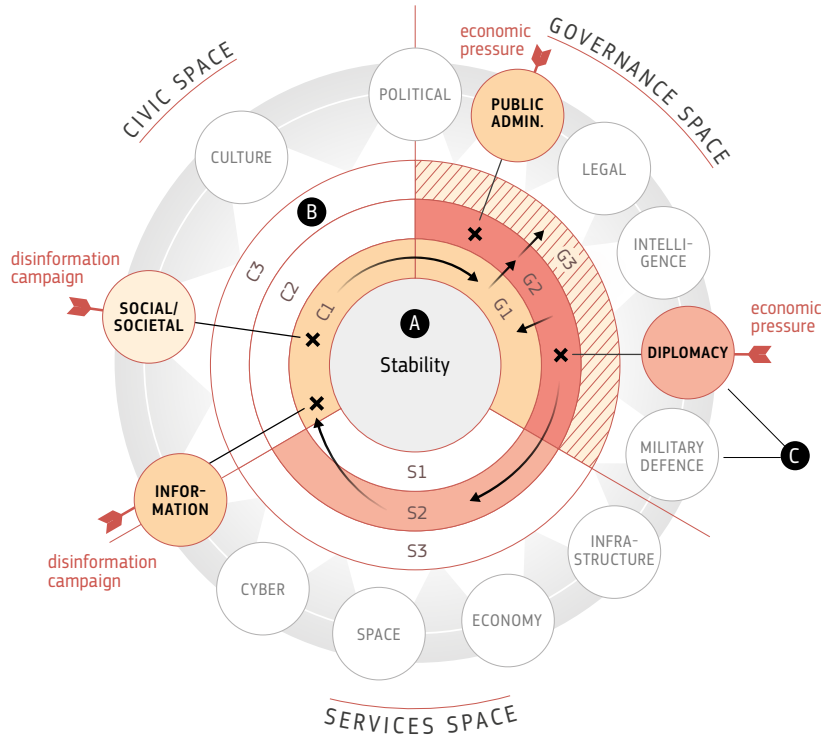 CIVIC SPACE
GOVERNANCE SPACE
economic
pressure
POLITICAL
PUBLIC
ADMIN.
CULTURE
LEGAL
INTELLI-
GENCE
B
C3
C2
C1
G1
G2
G3
disinformation
campaign
SOCIAL/
SOCIETAL
A
Stability
economic
pressure
DIPLOMACY
MILITARY
DEFENCE
C
S1
S2
S3
INFOR-
MATION
disinformation
campaign
INFRA-
STRUCTURE
CYBER
SPACE
ECONOMY
SERVICES SPACE